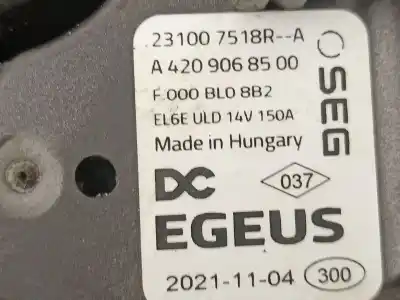 23100 7518R--A
A 420 906 85 00
F 000 BL0 8B2
EL6E ULD 14V 150A
Made in Hungary
SEG
DC
037
EGEUS
2021-11-04
300